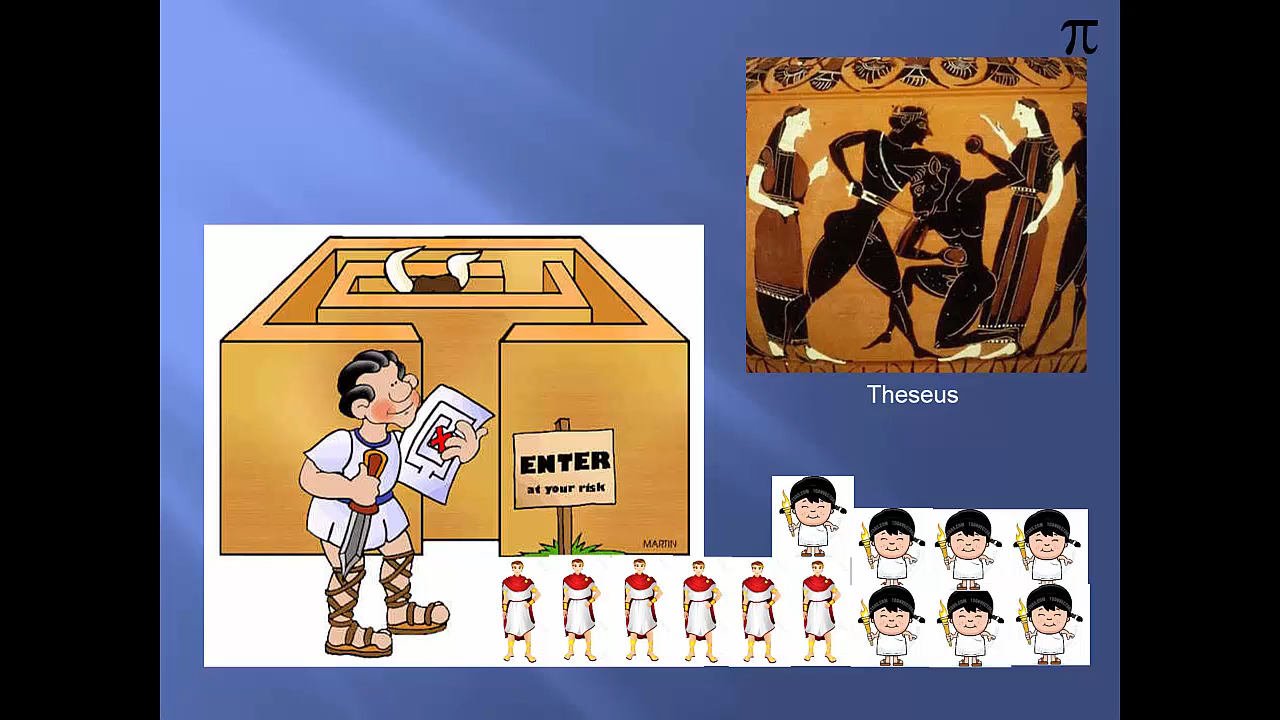 π
Theseus
ENTER
at your risk
MARTIN